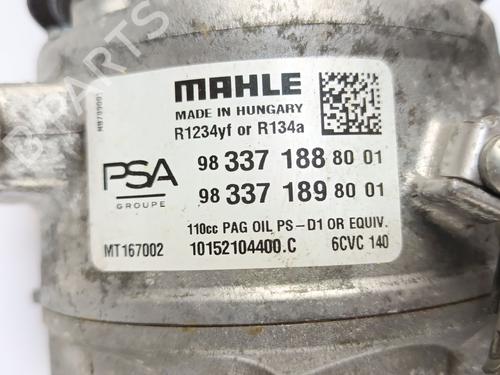 MAHLE
MADE IN HUNGARY
R1234yf or R134a
98 337 188 80 01
98 337 189 80 01
PSA
GROUPE
110cc PAG OIL PS-D1 OR EQUIV.
MT167002 10152104400.C 6CVC 140